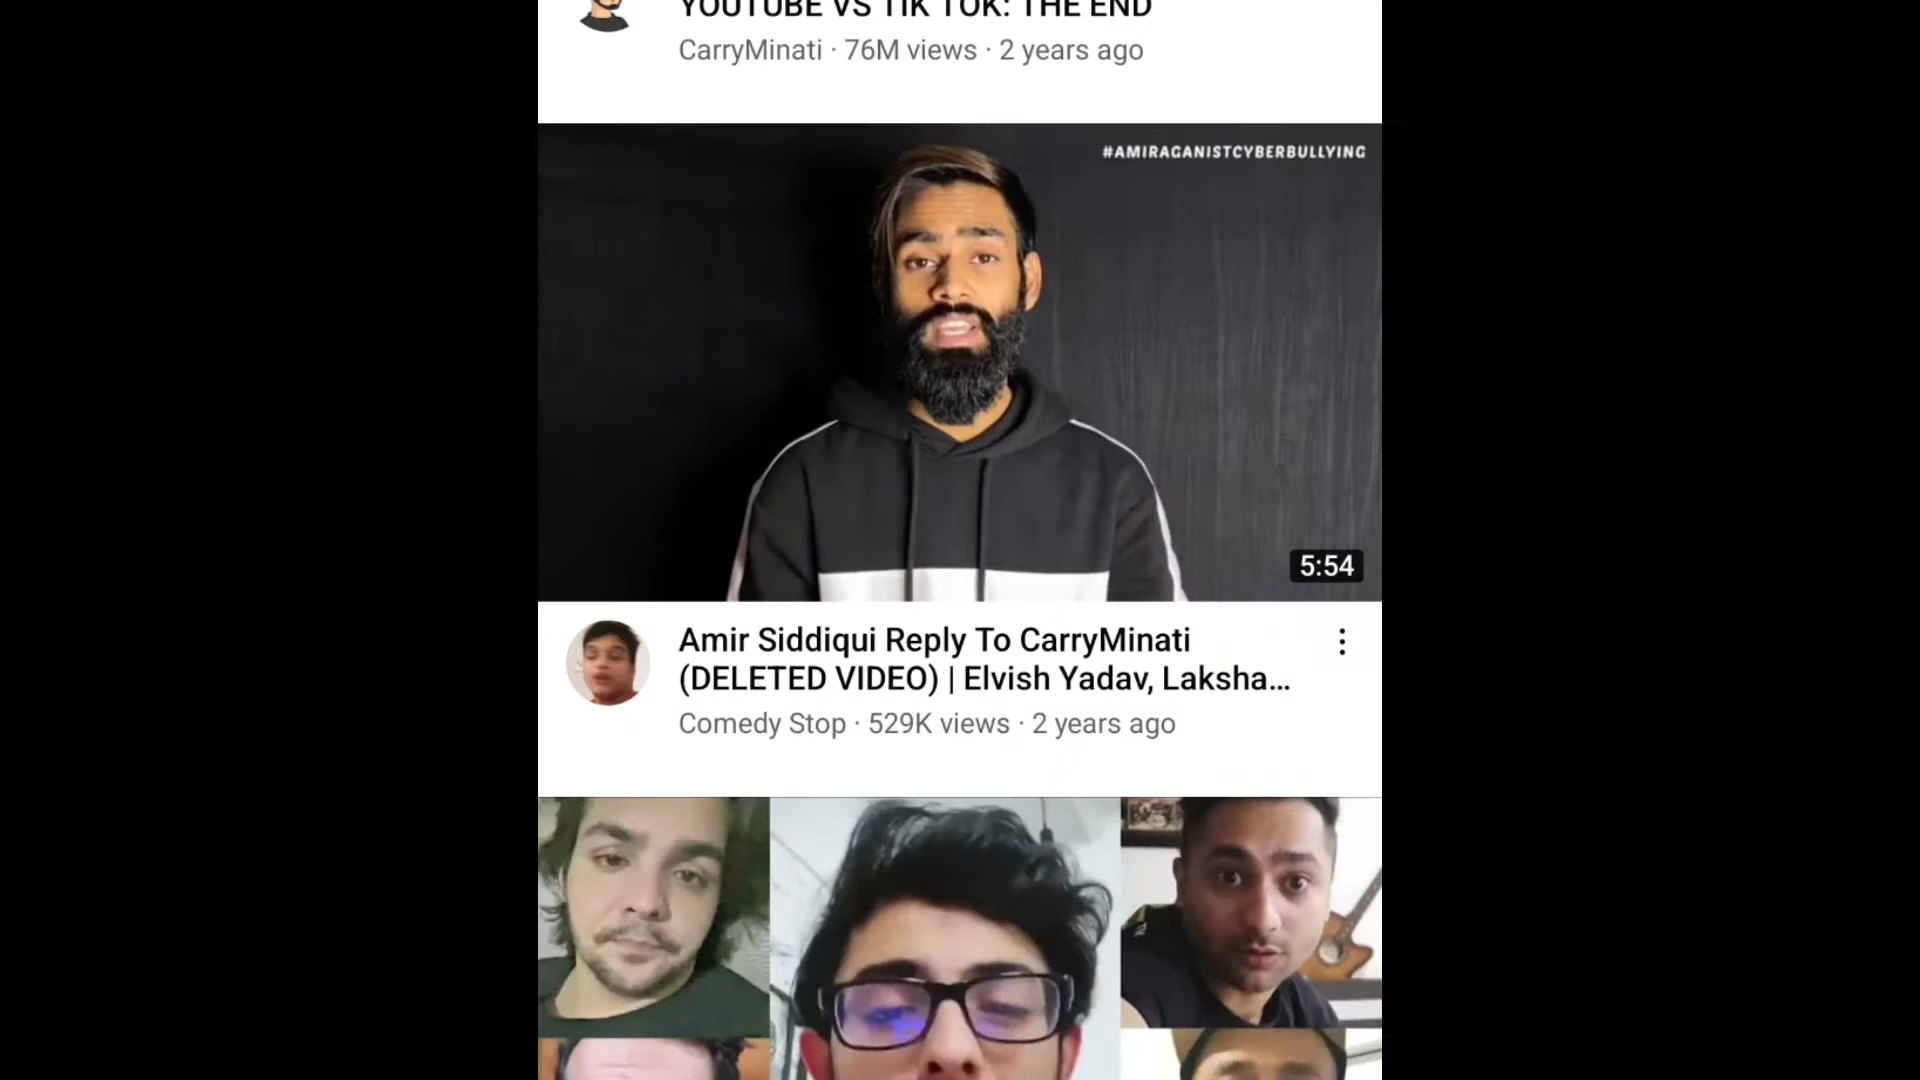 YOUTUBE VS TIK TOK: THE END
CarryMinati · 76M views · 2 years ago
#AMIRAGANISTCYBERBULLYING
5:54
Amir Siddiqui Reply To CarryMinati
(DELETED VIDEO) | Elvish Yadav, Laksha...
Comedy Stop · 529K views · 2 years ago